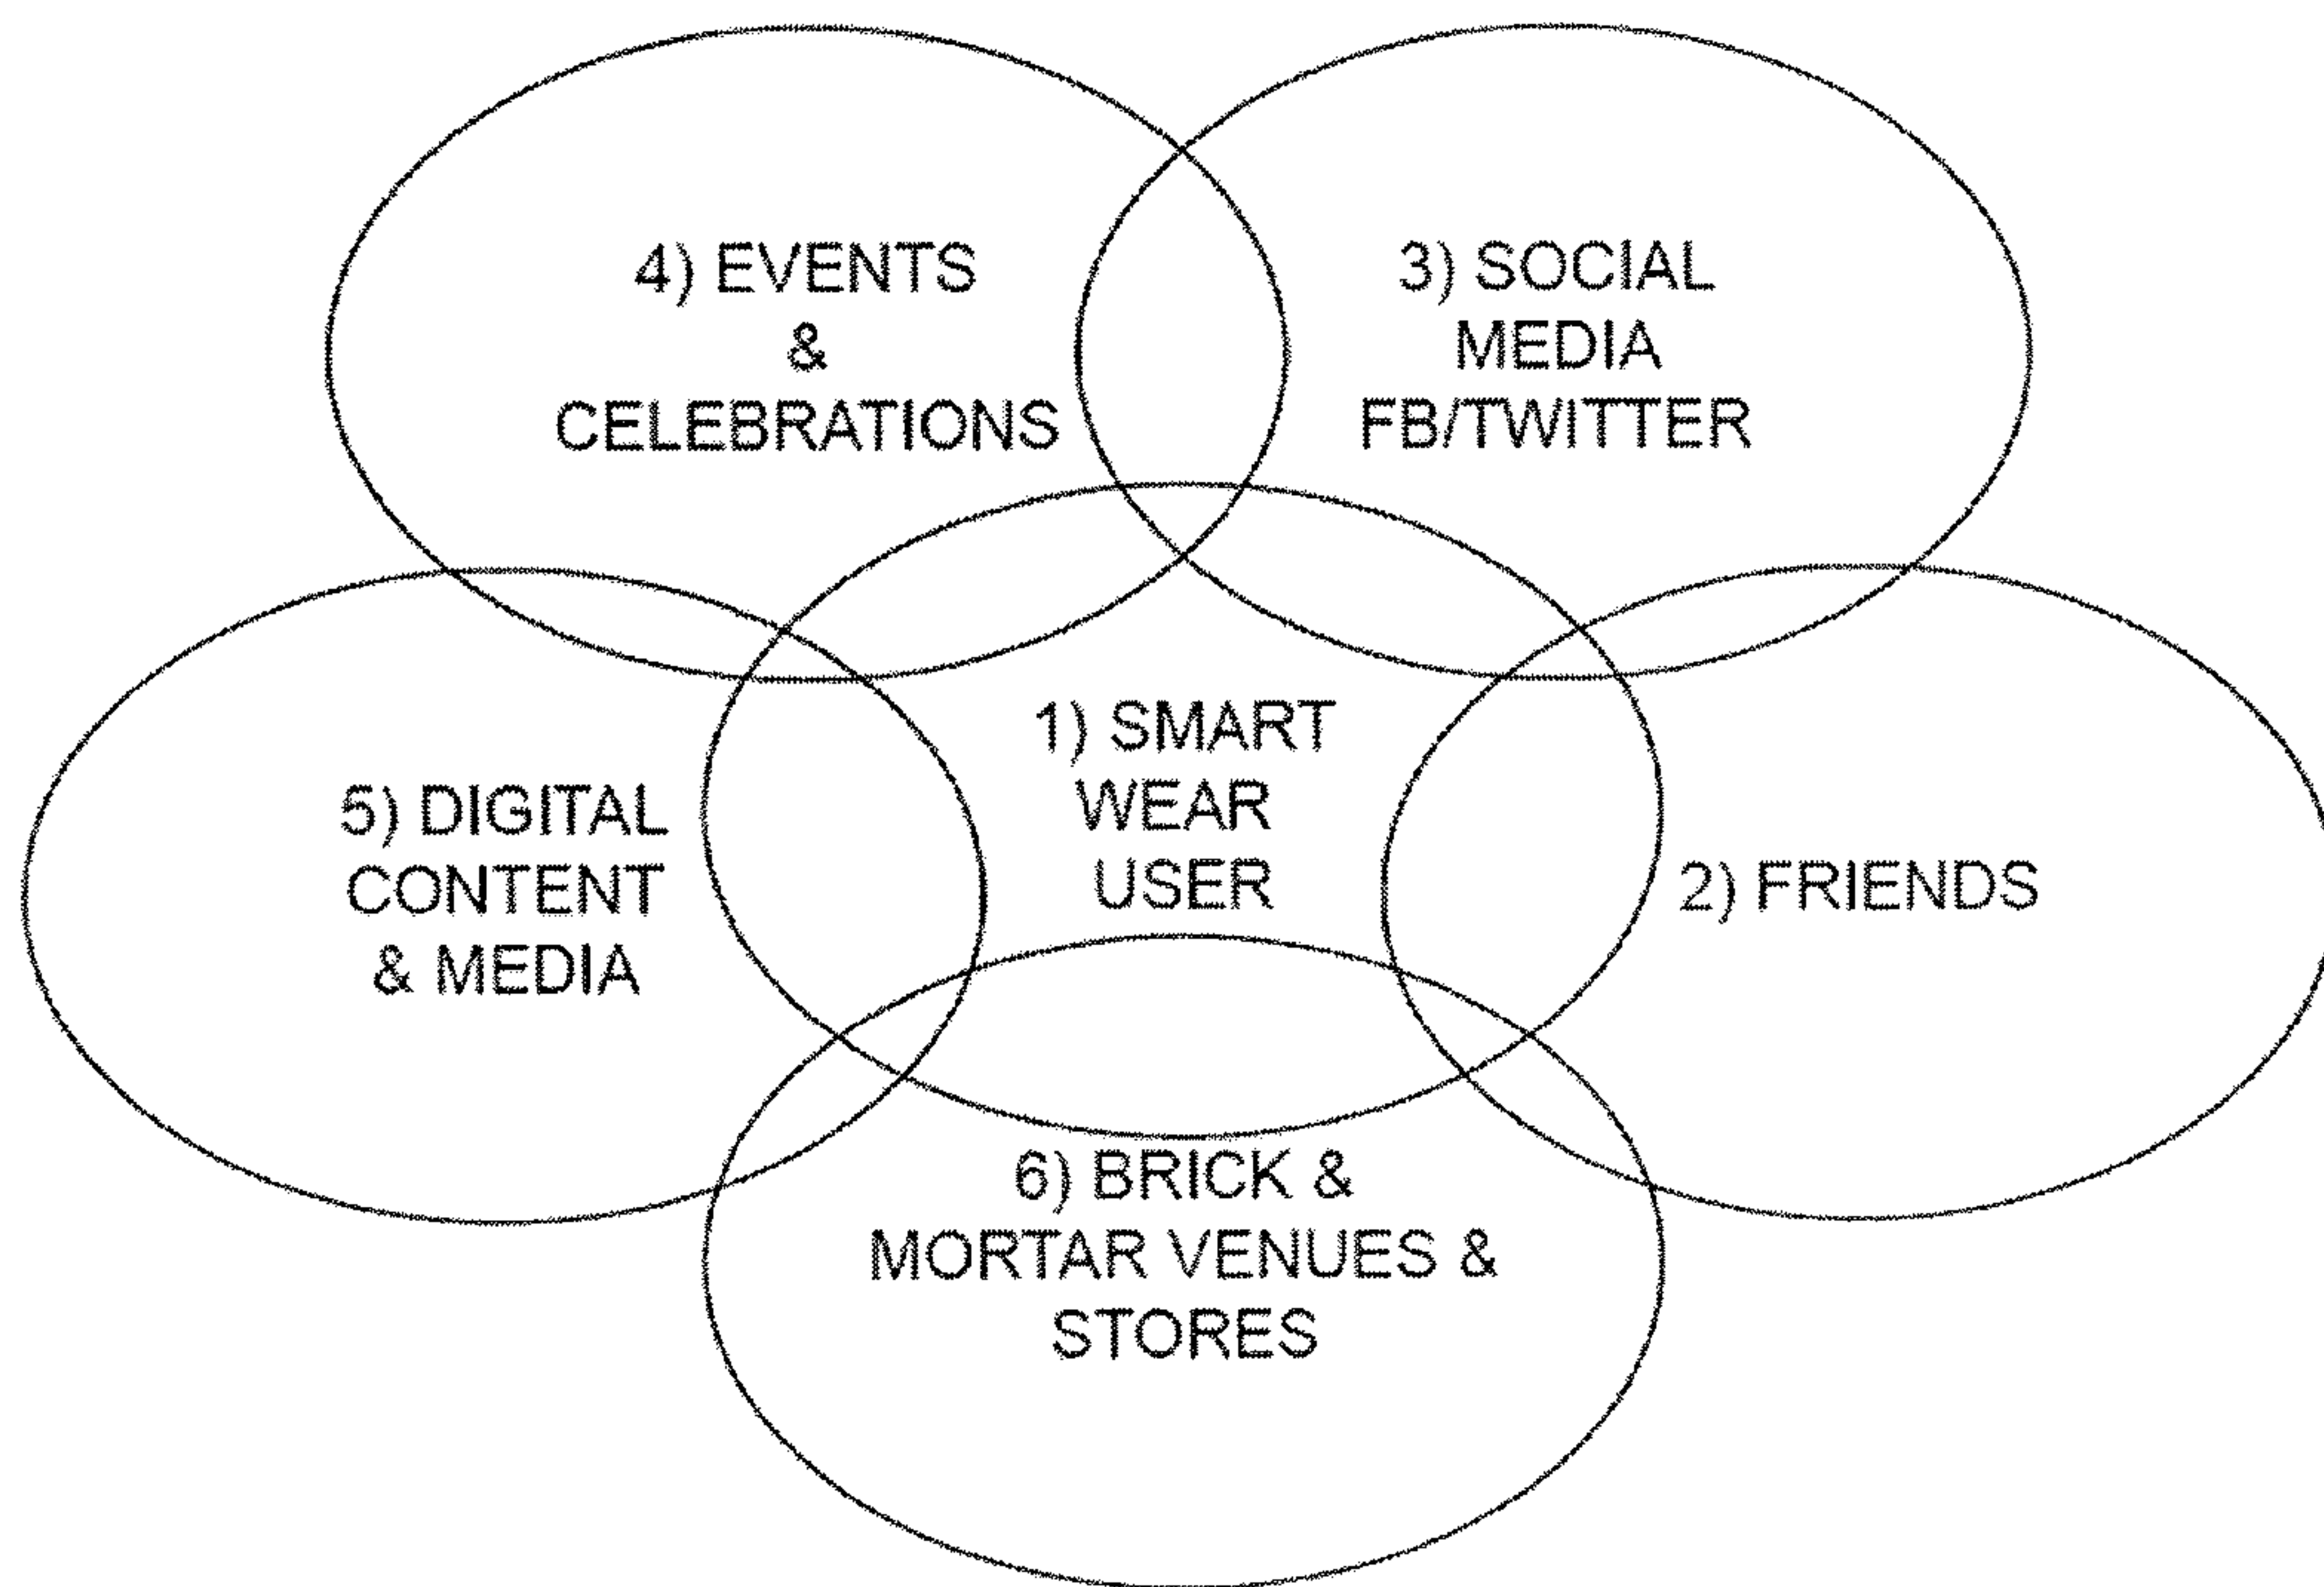 4) EVENTS
&
CELEBRATIONS
3) SOCIAL
MEDIA
FB/TWITTER
1) SMART
WEAR
USER
5) DIGITAL
CONTENT
& MEDIA
2) FRIENDS
6) BRICK &
MORTAR VENUES &
STORES